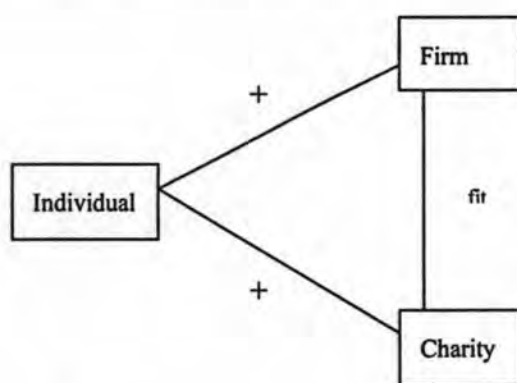 Firm
+
Individual
fit
+
Charity